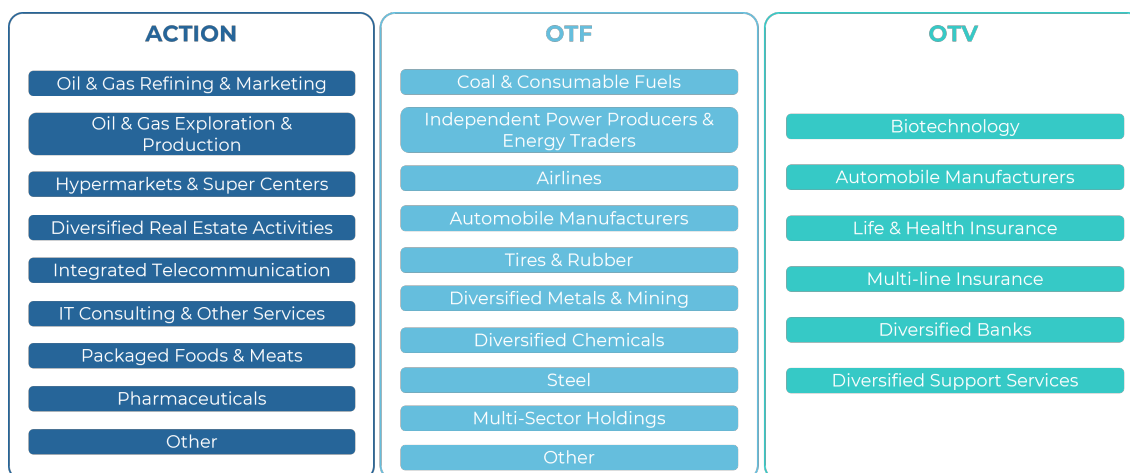 ACTION
Oil & Gas Refining & Marketing
Oil & Gas Exploration &
Production
Hypermarkets & Super Centers
Diversified Real Estate Activities
Integrated Telecommunication
IT Consulting & Other Services
Packaged Foods & Meats
Pharmaceuticals
Other
OTF
Coal & Consumable Fuels
Independent Power Producers &
Energy Traders
Airlines
Automobile Manufacturers
Tires & Rubber
Diversified Metals & Mining
Diversified Chemicals
Steel
Multi-Sector Holdings
Other
OTV
Biotechnology
Automobile Manufacturers
Life & Health Insurance
Multi-line Insurance
Diversified Banks
Diversified Support Services